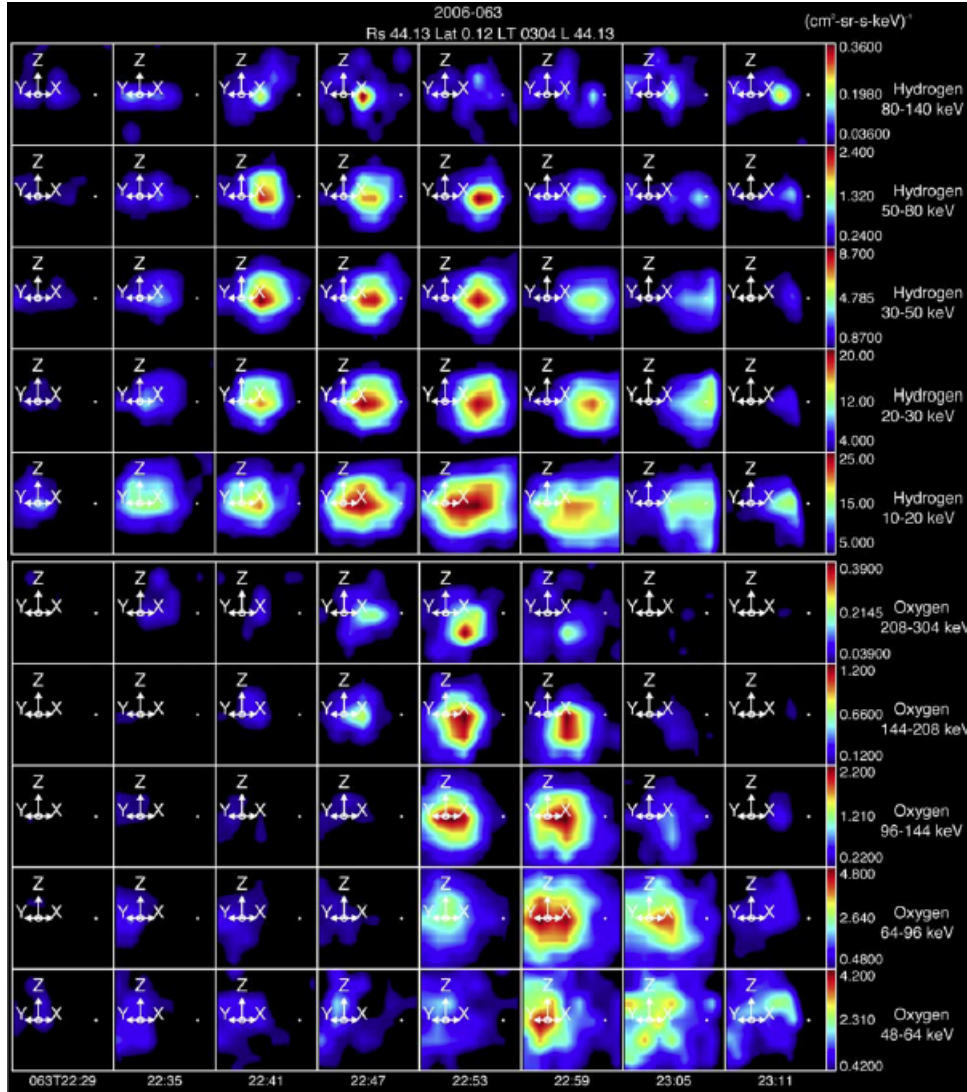 2006-063
Rs 44.13 Lat 0.12 LT 0304 L 44.13
(cm²-sr-s-keV)⁻¹
Z Z Z Z Z Z Z Z
Y X Y X Y X Y X Y X Y X Y X Y X
0.3600
0.1980 Hydrogen
80-140 keV
0.03600
Z Z Z Z Z Z Z Z
Y X Y X Y X Y X Y X Y X Y X Y X
2.400
1.320 Hydrogen
50-80 keV
0.2400
Z Z Z Z Z Z Z Z
Y X Y X Y X Y X Y X Y X Y X Y X
8.700
4.785 Hydrogen
30-50 keV
0.8700
Z Z Z Z Z Z Z Z
Y X Y X Y X Y X Y X Y X Y X Y X
20.00
12.00 Hydrogen
20-30 keV
4.000
Z Z Z Z Z Z Z Z
Y X Y X Y X Y X Y X Y X Y X Y X
25.00
15.00 Hydrogen
10-20 keV
5.000
Z Z Z Z Z Z Z Z
Y X Y X Y X Y X Y X Y X Y X Y X
0.3900
0.2145 Oxygen
208-304 keV
0.03900
Z Z Z Z Z Z Z Z
Y X Y X Y X Y X Y X Y X Y X Y X
1.200
0.6600 Oxygen
144-208 keV
0.1200
Z Z Z Z Z Z Z Z
Y X Y X Y X Y X Y X Y X Y X Y X
2.200
1.210 Oxygen
96-144 keV
0.2200
Z Z Z Z Z Z Z Z
Y X Y X Y X Y X Y X Y X Y X Y X
4.800
2.640 Oxygen
64-96 keV
0.4800
Z Z Z Z Z Z Z Z
Y X Y X Y X Y X Y X Y X Y X Y X
4.200
2.310 Oxygen
48-64 keV
0.4200
063T22:29 22:35 22:41 22:47 22:53 22:59 23:05 23:11